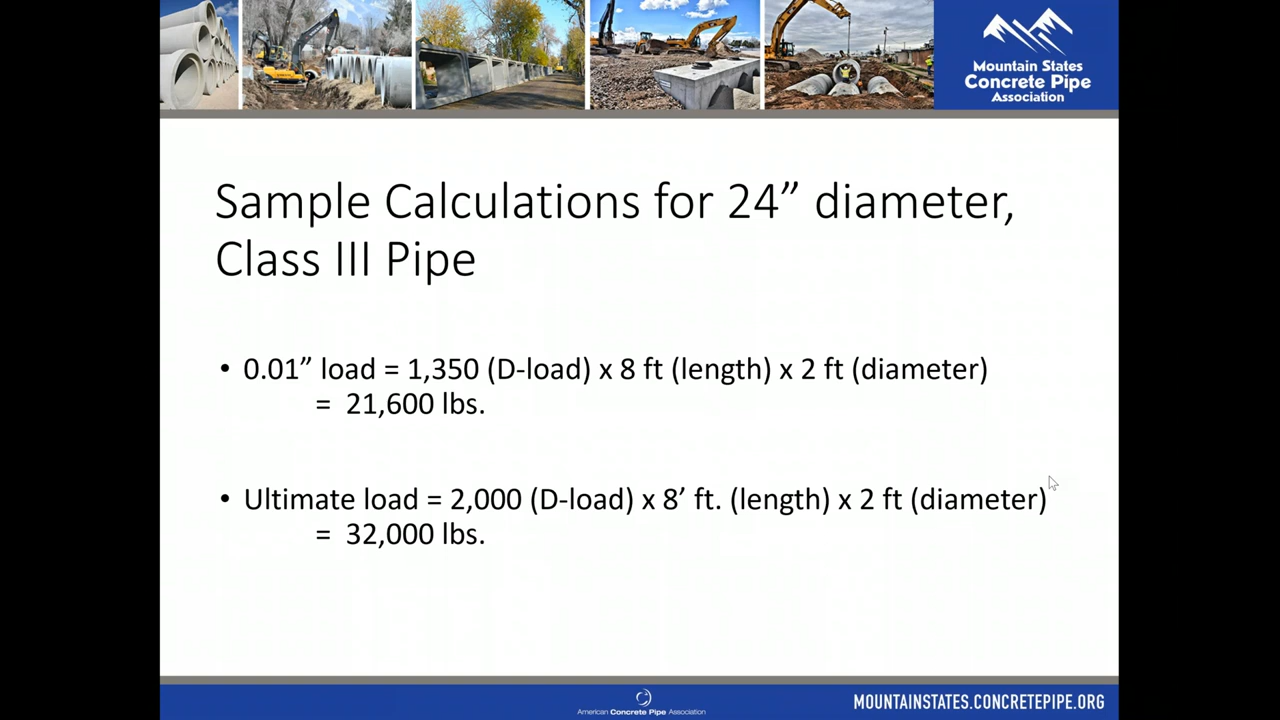 Mountain States
Concrete Pipe
Association
Sample Calculations for 24” diameter,
Class III Pipe
• 0.01” load = 1,350 (D-load) x 8 ft (length) x 2 ft (diameter)
= 21,600 lbs.
• Ultimate load = 2,000 (D-load) x 8’ ft. (length) x 2 ft (diameter)
= 32,000 lbs.
American Concrete Pipe Association
MOUNTAINSTATES.CONCRETEPIPE.ORG